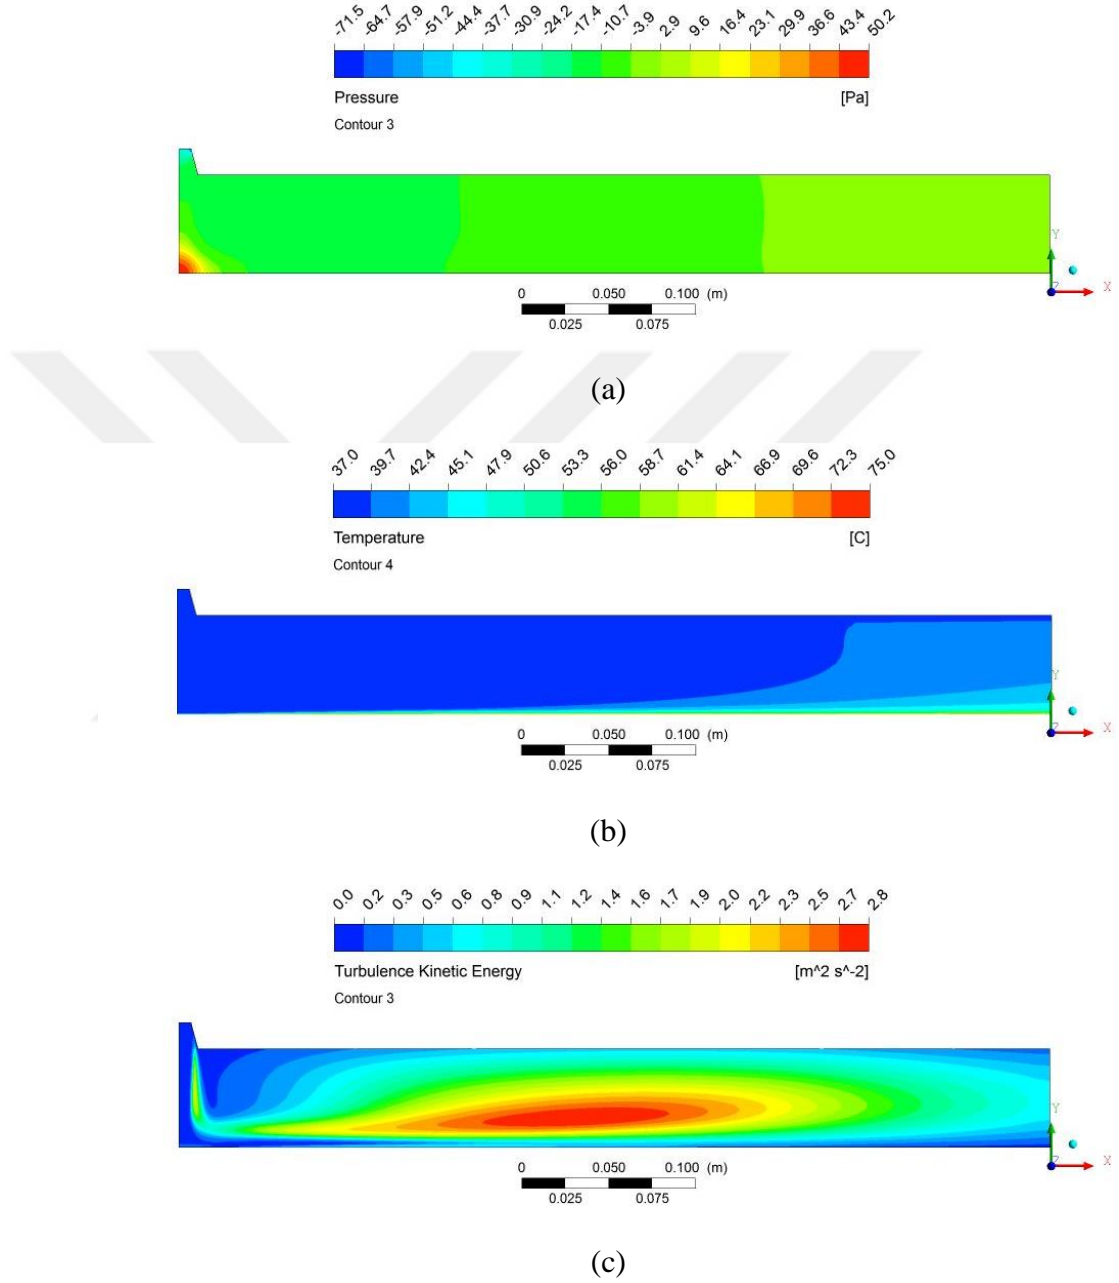 -71.5 -64.7 -57.9 -51.2 -44.4 -37.7 -30.9 -24.2 -17.4 -10.7 -3.9 2.9 9.6 16.4 23.1 29.9 36.6 43.4 50.2
Pressure [Pa]
Contour 3
Y
Z X
0 0.050 0.100 (m)
0.025 0.075
(a)
37.0 39.7 42.4 45.1 47.9 50.6 53.3 56.0 58.7 61.4 64.1 66.9 69.6 72.3 75.0
Temperature [C]
Contour 4
Y
Z X
0 0.050 0.100 (m)
0.025 0.075
(b)
0.0 0.2 0.3 0.5 0.6 0.8 0.9 1.1 1.2 1.4 1.6 1.7 1.9 2.0 2.2 2.3 2.5 2.7 2.8
Turbulence Kinetic Energy [m^2 s^-2]
Contour 3
Y
Z X
0 0.050 0.100 (m)
0.025 0.075
(c)